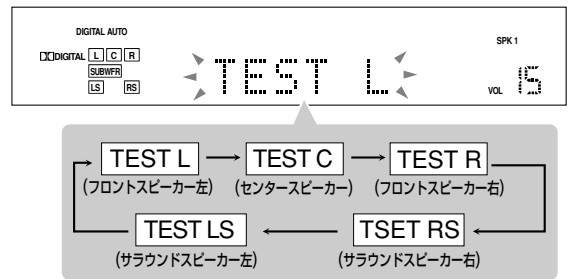 DIGITAL AUTO
SPK 1
DIGITAL L C R
SUBWFR
LS RS
TEST L
VOL 15
TEST L → TEST C → TEST R
(フロントスピーカー左) (センタースピーカー) (フロントスピーカー右)
TEST LS ← TSET RS
(サラウンドスピーカー左) (サラウンドスピーカー右)